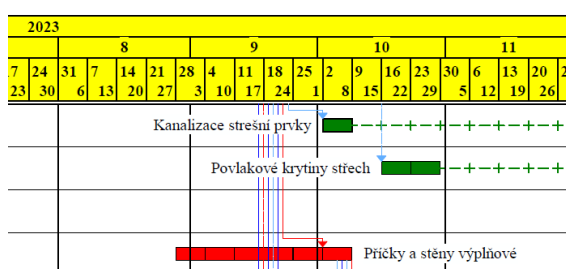 2023
8 9 10 11
24 31 7 14 21 28 4 11 18 25 2 9 16 23 30 6 13 20
23 30 6 13 20 27 3 10 17 24 1 8 15 22 29 5 12 19 26
Kanalizace strešní prvky
Povlakové krytiny střech
Příčky a stěny výplňové